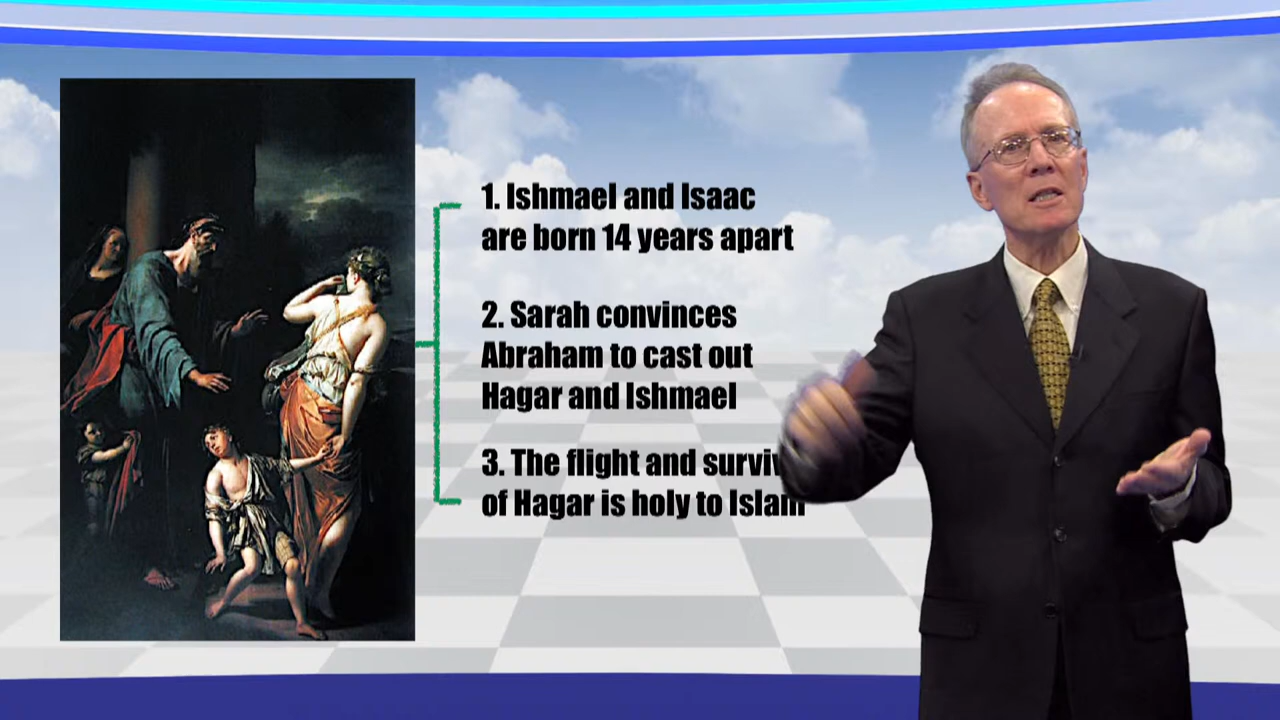 1. Ishmael and Isaac
are born 14 years apart
2. Sarah convinces
Abraham to cast out
Hagar and Ishmael
3. The flight and
of Hagar is holy to Islam